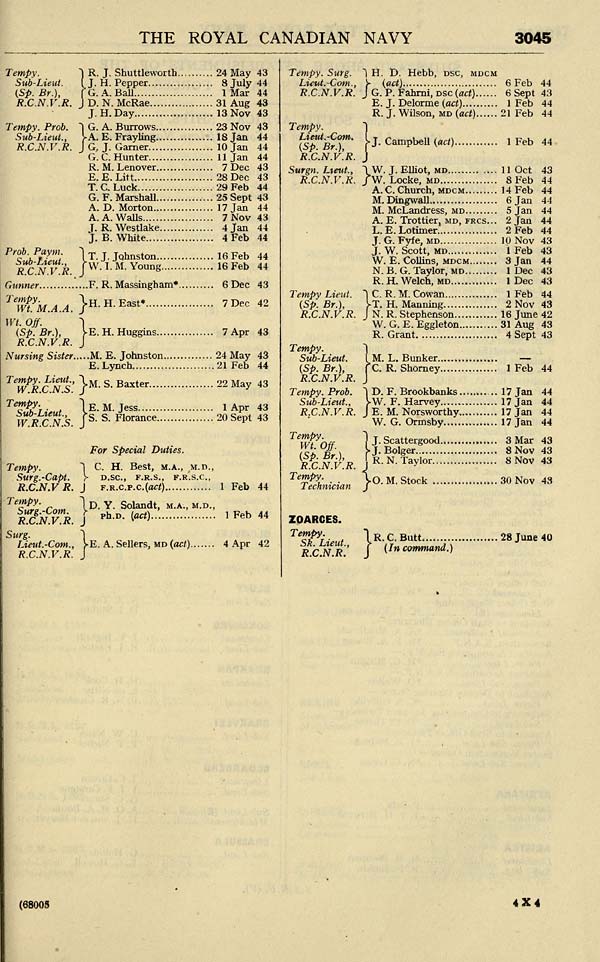 THE ROYAL CANADIAN NAVY 3045
Tempy. R. J. Shuttleworth.......... 24 May 43
Sub-Lieut. J. H. Pepper.................. 8 July 44
(Sp. Br.), G. A. Ball...................... 1 Mar 44
R.C.N.V.R. D. N. McRae................. 31 Aug 43
J. H. Day...................... 13 Nov 43
Tempy. Prob. G. A. Burrows................ 23 Nov 43
Sub-Lieut., A. E. Frayling................ 18 Jan 44
R.C.N.V.R. G. J. Garner.................. 10 Jan 44
G. C. Hunter.................. 11 Jan 44
R. M. Lenover................ 7 Dec 43
E. E. Litt...................... 28 Dec 43
T. C. Luck..................... 29 Feb 44
G. F. Marshall................ 25 Sept 43
A. D. Morton................. 17 Jan 44
A. A. Walls.................... 7 Nov 43
J. R. Westlake................ 4 Jan 44
J. B. White.................... 4 Feb 44
Prob. Paym.
Sub-Lieut., T. J. Johnston................ 16 Feb 44
R.C.N.V.R. W. I. M. Young.............. 16 Feb 44
Gunner..............F. R. Massingham*.......... 6 Dec 43
Tempy.
Wt. M.A.A. H. H. East*................... 7 Dec 42
Wt. Off.
(Sp. Br.), E. H. Huggins................ 7 Apr 43
R.C.N.V.R.
Nursing Sister.....M. E. Johnston.............. 24 May 43
E. Lynch....................... 21 Feb 44
Tempy. Lieut., M. S. Baxter.................. 22 May 43
W.R.C.N.S.
Tempy. E. M. Jess...................... 1 Apr 43
Sub-Lieut., S. S. Florance................. 20 Sept 43
W.R.C.N.S.
For Special Duties.
Tempy. C. H. Best, M.A., M.D.,
Surg.-Capt. D.SC., F.R.S., F.R.S.C.,
R.C.N.V R. F.R.C.P.C.(act)............. 1 Feb 44
Tempy. D. Y. Solandt, M.A., M.D.,
Surg.-Com. Ph.D. (act).................. 1 Feb 44
R.C.N.V.R.
Surg.
Lieut.-Com., E. A. Sellers, MD (act)....... 4 Apr 42
R.C.N.V.R.
Tempy. Surg. H. D. Hebb, DSC, MDCM
Lieut.-Com., (act)........................... 6 Feb 44
R.C.N.V.R. G. P. Fahrni, DSC (act)...... 6 Sept 43
E. J. Delorme (act).......... 1 Feb 44
R. J. Wilson, MD (act)...... 21 Feb 44
Tempy.
Lieut.-Com. J. Campbell (act)............ 1 Feb 44
(Sp. Br.),
R.C.N.V.R.
Surgn. Lieut., W. J. Elliot, MD.............. 11 Oct 43
R.C.N.V.R. W. Locke, MD................ 8 Feb 44
A. C. Church, MDCM......... 14 Feb 44
M. Dingwall................... 6 Jan 44
M. McLandress, MD......... 5 Jan 44
A. E. Trottier, MD, FRCS... 2 Jan 44
L. E. Lotimer................. 2 Feb 44
J. G. Fyfe, MD................ 10 Nov 43
J. W. Scott, MD.............. 1 Feb 43
W. E. Collins, MDCM........ 3 Jan 44
N. B. G. Taylor, MD......... 1 Dec 43
R. H. Welch, MD............. 1 Dec 43
Tempy Lieut. C. R. M. Cowan............... 1 Feb 44
(Sp. Br.), T. H. Manning................ 2 Nov 43
R.C.N.V.R. N. R. Stephenson............ 16 June 42
W. G. E. Eggleton........... 31 Aug 43
R. Grant....................... 4 Sept 43
Tempy.
Sub-Lieut. M. L. Bunker................. —
(Sp. Br.), C. R. Shorney................. 1 Feb 44
R.C.N.V.R.
Tempy. Prob. D. F. Brookbanks........... 17 Jan 44
Sub-Lieut., W. F. Harvey................ 17 Jan 44
R,C.N.V.R. E. M. Norsworthy........... 17 Jan 44
W. G. Ormsby................ 17 Jan 44
Tempy. J. Scattergood................ 3 Mar 43
Wt. Off. J. Bolger....................... 8 Nov 43
(Sp. Br.), R. N. Taylor.................. 8 Nov 43
R.C.N.V.R.
Tempy.
Technician O. M. Stock.................. 30 Nov 43
ZOARCES.
Tempy. R. C. Butt...................... 28 June 40
Sk. Lieut., (In command.)
R.C.N.R.
(68005 4 X 4